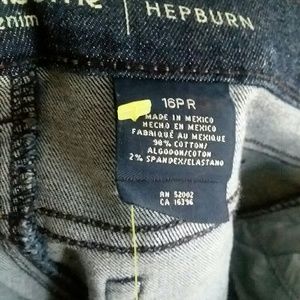 HEPBURN
enim
16PR
MADE IN MEXICO
HECHO EN MEXICO
FABRIQUÉ AU MEXIQUE
98% COTTON/
ALGODON/COTON
2% SPANDEX/ELASTANO
RN 52002
CA 16396